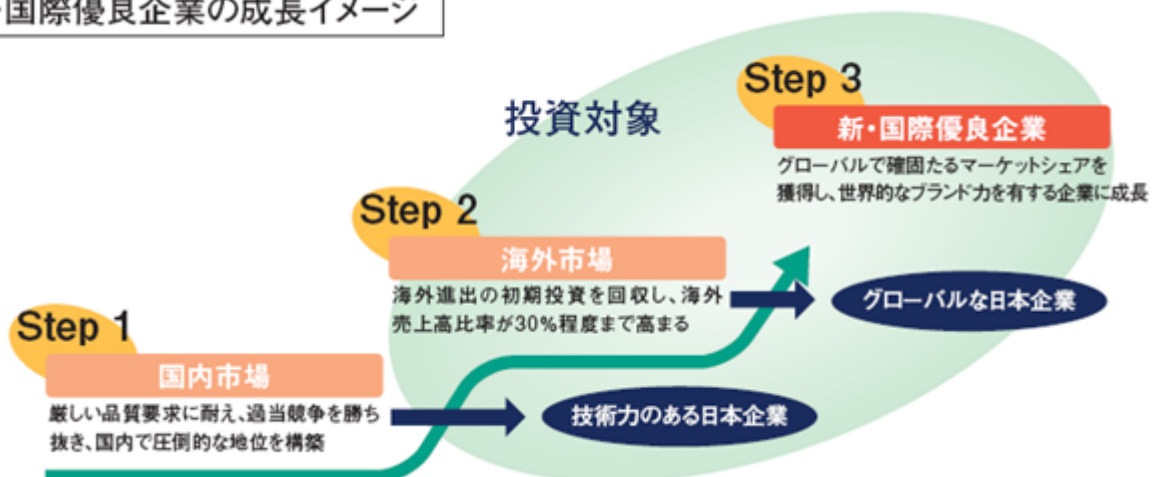 国際優良企業の成長イメージ
投資対象
Step 3
新・国際優良企業
グローバルで確固たるマーケットシェアを
獲得し、世界的なブランド力を有する企業に成長
Step 2
海外市場
海外進出の初期投資を回収し、海外
売上高比率が30%程度まで高まる
グローバルな日本企業
Step 1
国内市場
厳しい品質要求に耐え、過当競争を勝ち
抜き、国内で圧倒的な地位を構築
技術力のある日本企業